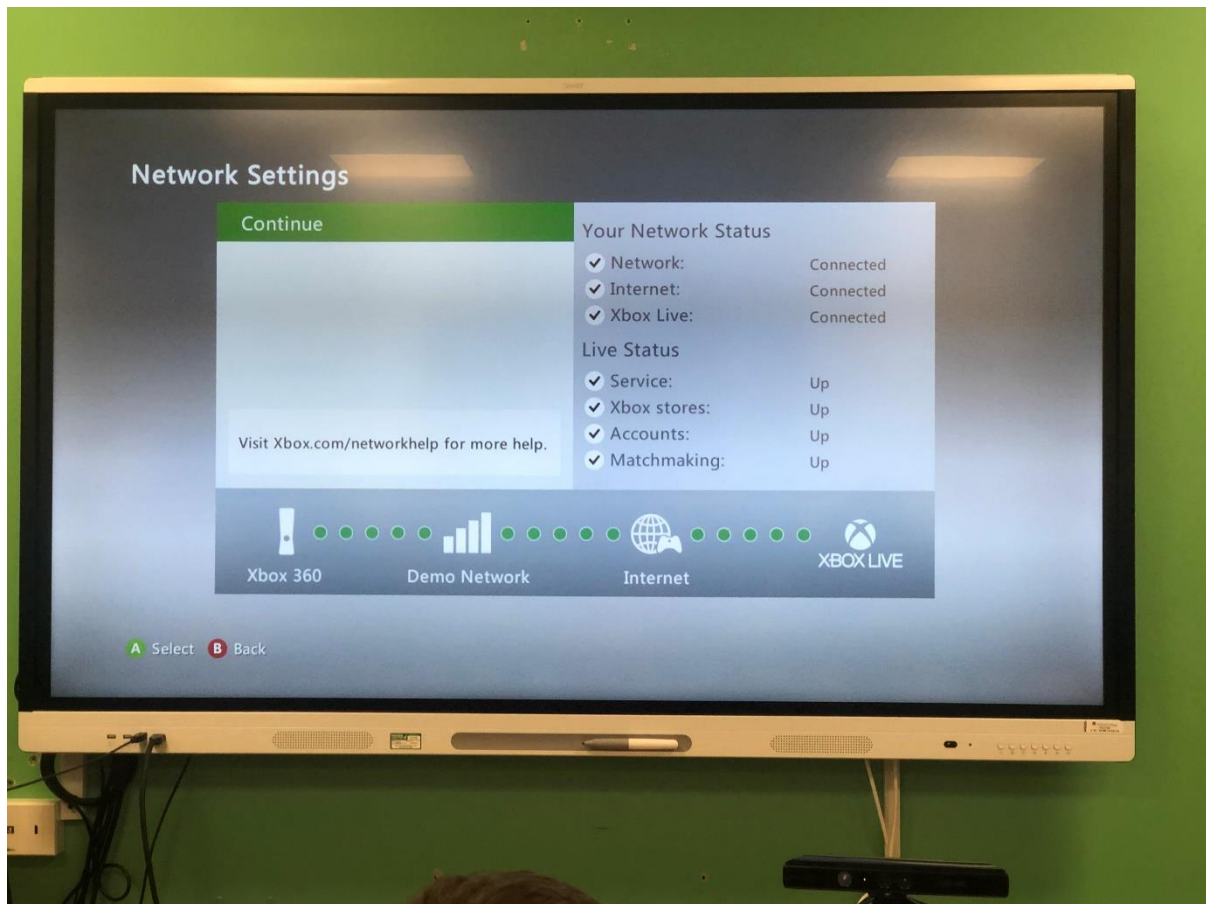 SMART
Network Settings
Continue
Your Network Status
Network: Connected
Internet: Connected
Xbox Live: Connected
Live Status
Service: Up
Xbox stores: Up
Accounts: Up
Matchmaking: Up
Visit Xbox.com/networkhelp for more help.
Xbox 360
Demo Network
Internet
XBOX LIVE
A Select B Back